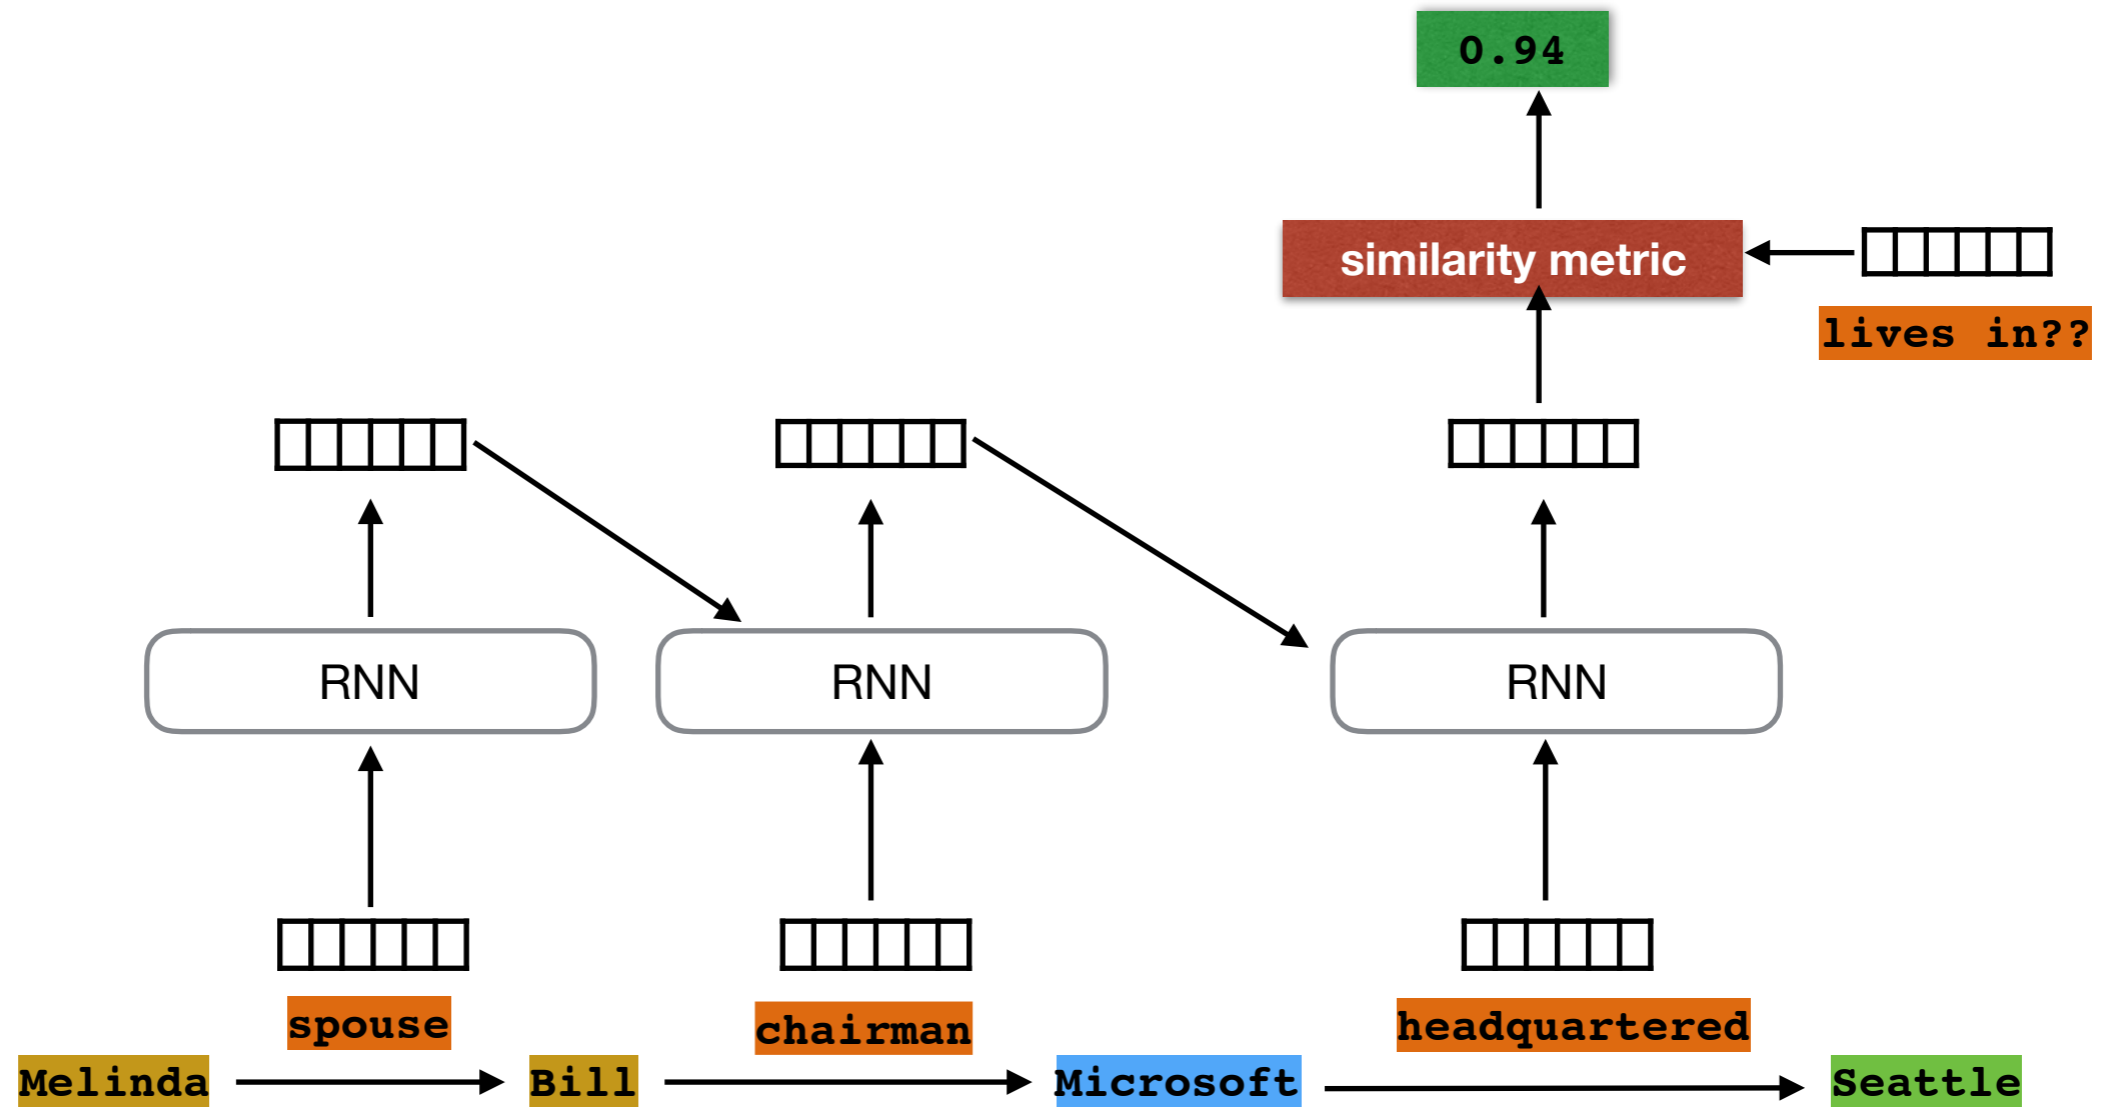 0.94
similarity metric
lives in??
RNN
RNN
RNN
spouse
chairman
headquartered
Melinda
Bill
Microsoft
Seattle